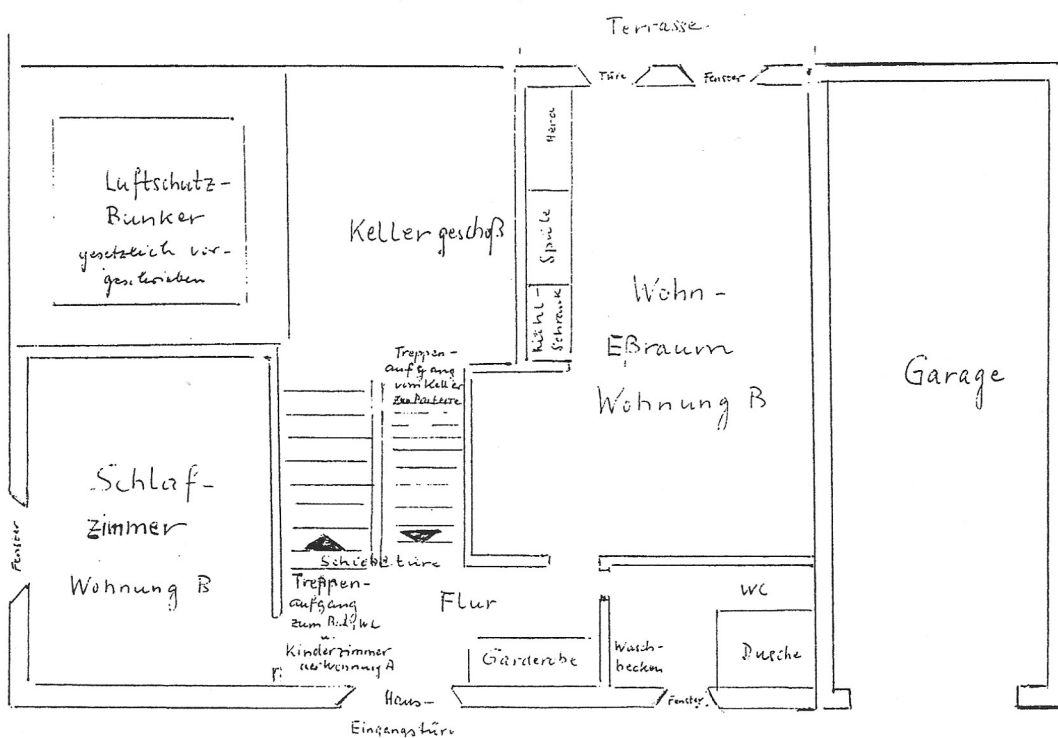 Terrasse
Türe
Fenster
Herd
Spüle
Kühl-
Schrank
Luftschutz-
Bunker
gesetzlich vor-
geschrieben
Kellergeschoß
Wohn-
Eßraum
Wohnung B
Garage
Treppen-
aufgang
vom Keller
zur Parterre
Schlaf-
zimmer
Wohnung B
Fenster
Schiebetüre
Treppen-
aufgang
zum Bad, WC
u.
Kinderzimmer
der Wohnung A
Flur
Garderobe
Wasch-
becken
WC
Dusche
Fenster
Haus-
Eingangstür